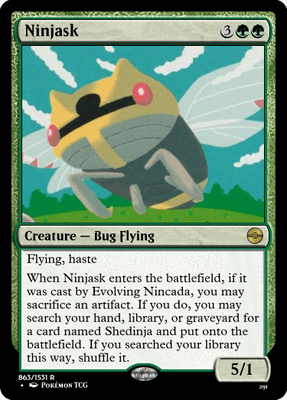 Ninjask 3
Creature — Bug Flying
Flying, haste
When Ninjask enters the battlefield, if it
was cast by Evolving Nincada, you may
sacrifice an artifact. If you do, you may
search your hand, library, or graveyard for
a card named Shedinja and put onto the
battlefield. If you searched your library
this way, shuffle it.
5/1
863/1531 R
• Pokémon TCG
291